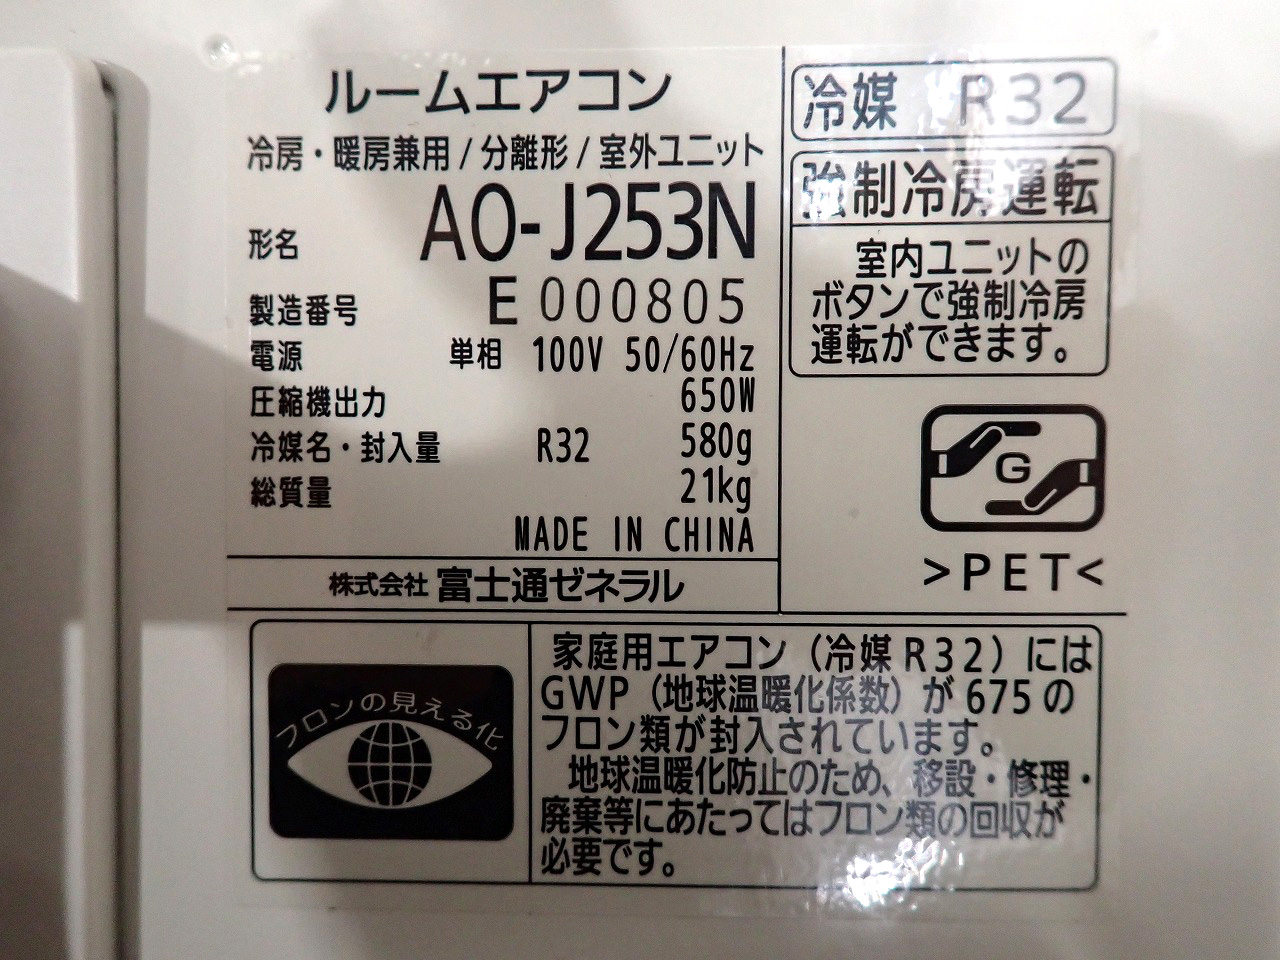 ルームエアコン
冷房・暖房兼用/分離形/室外ユニット
形名 AO-J253N
製造番号 E000805
電源 単相 100V 50/60Hz
圧縮機出力 650W
冷媒名・封入量 R32 580g
総質量 21kg
MADE IN CHINA
株式会社 富士通ゼネラル
冷媒 R32
強制冷房運転
室内ユニットの
ボタンで強制冷房
運転ができます。
G
>PET<
フロンの見える化
家庭用エアコン（冷媒R32）には
GWP（地球温暖化係数）が675の
フロン類が封入されています。
地球温暖化防止のため、移設・修理・
廃棄等にあたってはフロン類の回収が
必要です。